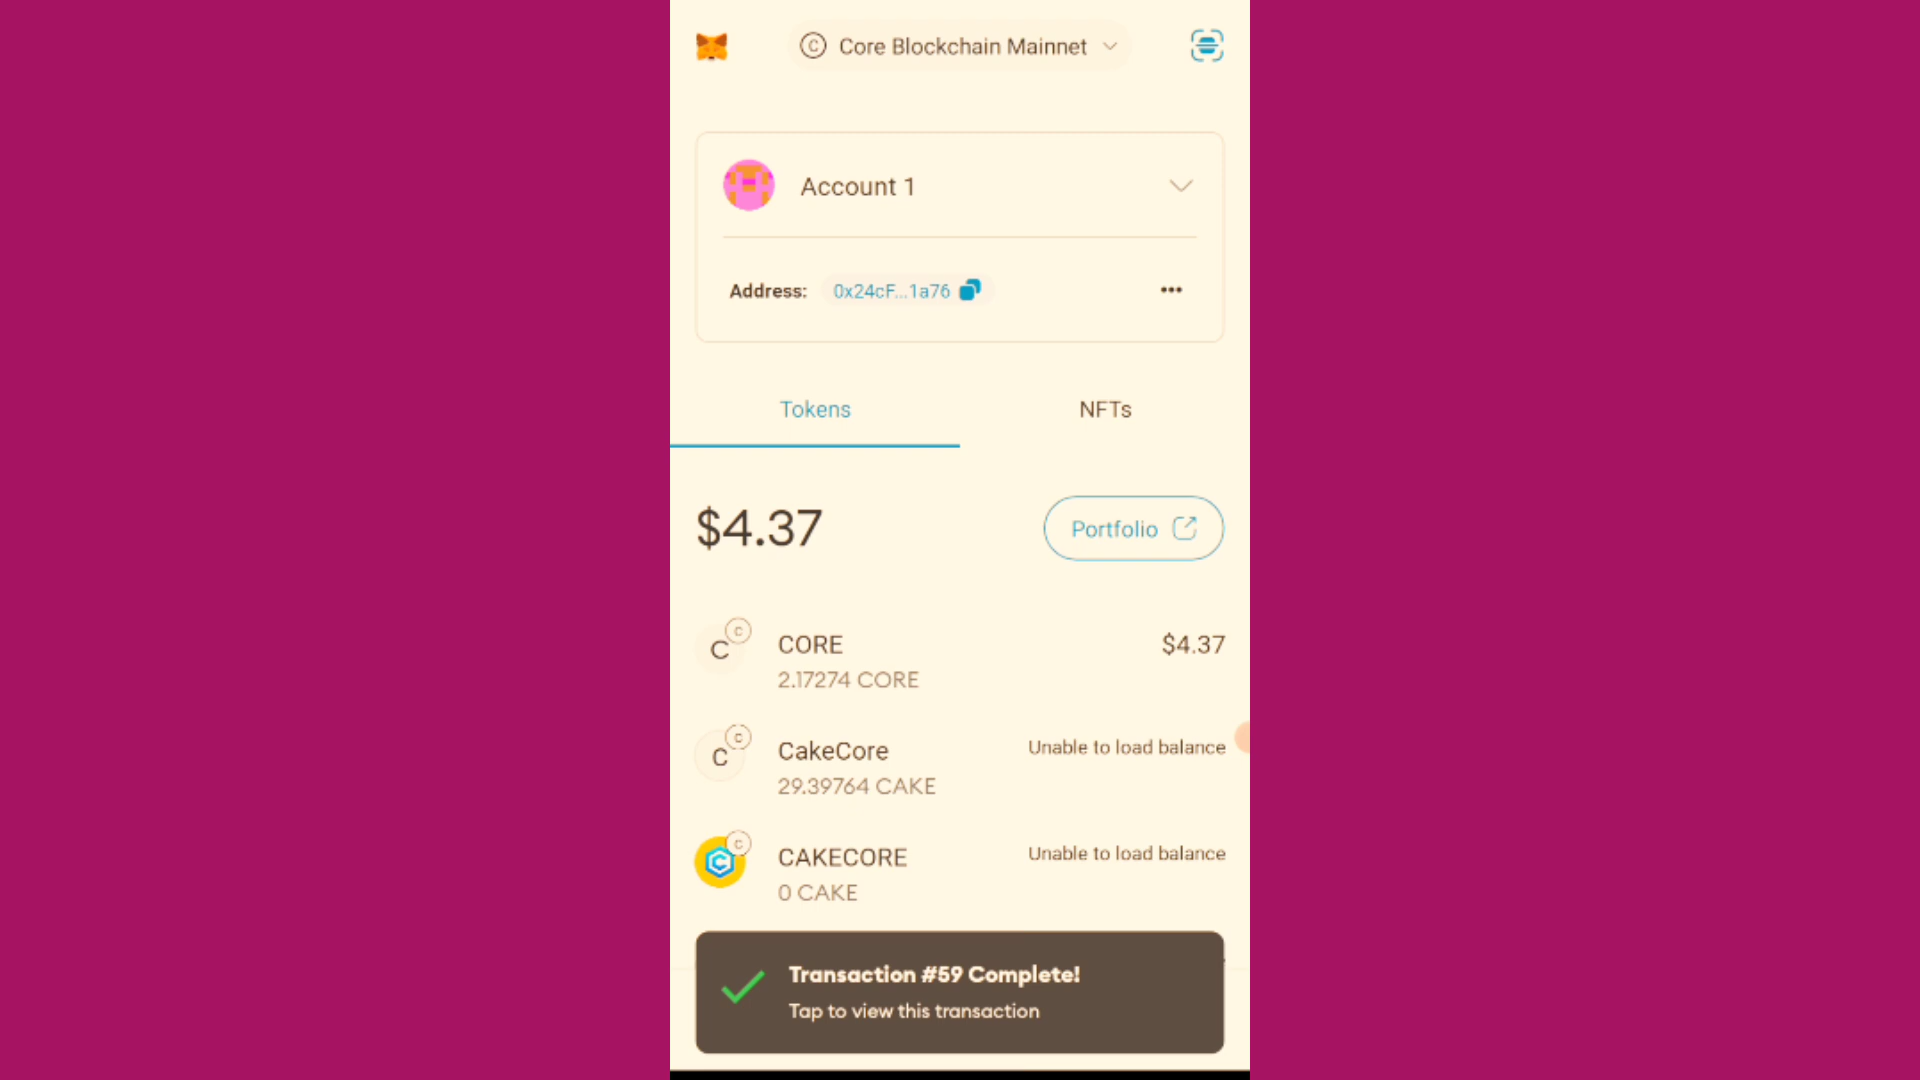 Core Blockchain Mainnet
Account 1
Address: 0x24cF...1a76
Tokens
NFTs
$4.37
Portfolio
CORE
$4.37
2.17274 CORE
CakeCore
Unable to load balance
29.39764 CAKE
CAKECORE
Unable to load balance
0 CAKE
Transaction #59 Complete!
Tap to view this transaction